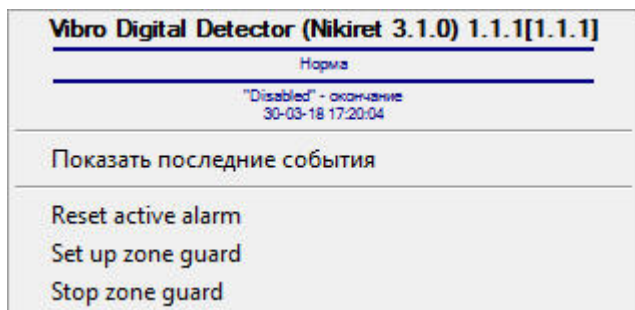 Vibro Digital Detector (Nikiret 3.1.0) 1.1.1[1.1.1]
Норма
"Disabled" - окончание
30-03-18 17:20:04
Показать последние события
Reset active alarm
Set up zone guard
Stop zone guard